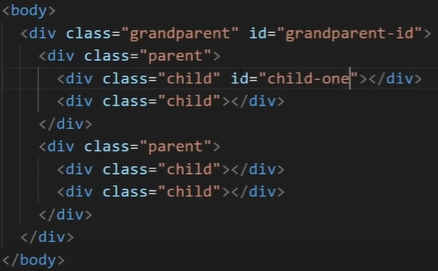 <body>
<div class="grandparent" id="grandparent-id">
<div class="parent">
<div class="child" id="child-one"></div>
<div class="child"></div>
</div>
<div class="parent">
<div class="child"></div>
<div class="child"></div>
</div>
</div>
</body>